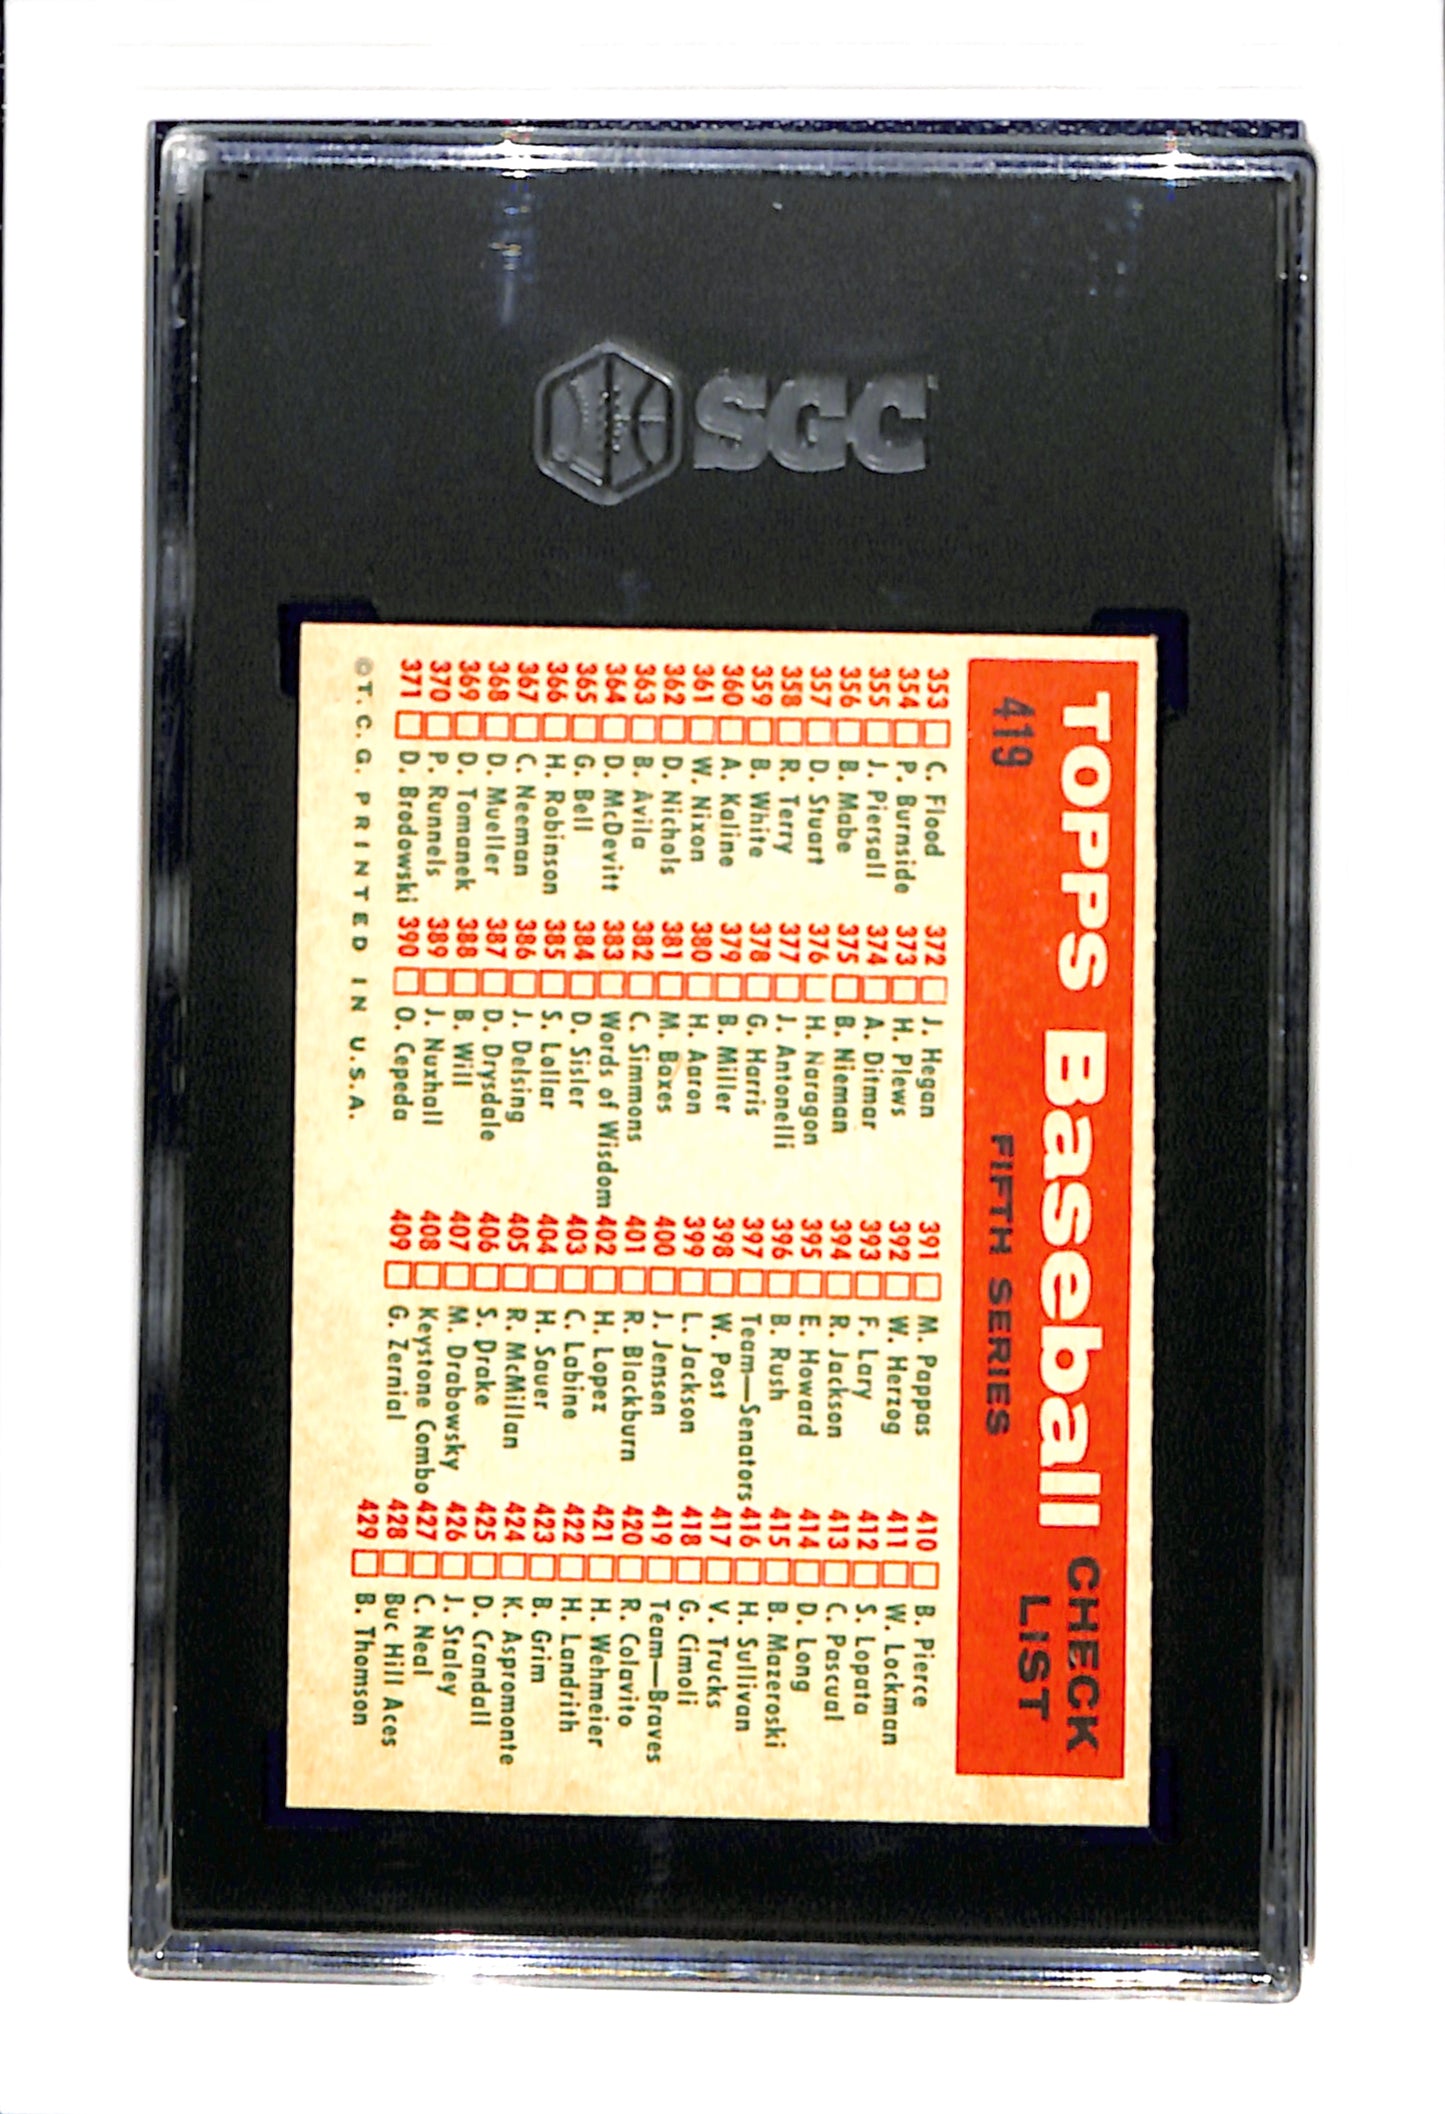 SGC
TOPPS Baseball CHECK
LIST
419
FIFTH SERIES
353 C. Flood
354 P. Burnside
355 J. Piersall
356 B. Mabe
357 D. Stuart
358 R. Terry
359 B. White
360 A. Kaline
361 W. Nixon
362 D. Nichols
363 B. Avila
364 D. McDevitt
365 G. Bell
366 H. Robinson
367 C. Neeman
368 D. Mueller
369 D. Tomanek
370 P. Runnels
371 D. Brodowski
372 J. Hegan
373 H. Plews
374 A. Ditmar
375 B. Nieman
376 H. Naragon
377 J. Antonelli
378 G. Harris
379 B. Miller
380 H. Aaron
381 M. Baxes
382 C. Simmons
383 Words of Wisdom
384 D. Sisler
385 S. Lollar
386 J. Delsing
387 D. Drysdale
388 B. Will
389 J. Nuxhall
390 O. Cepeda
391 M. Pappas
392 W. Herzog
393 F. Lary
394 R. Jackson
395 E. Howard
396 B. Rush
397 Team—Senators
398 W. Post
399 L. Jackson
400 J. Jensen
401 R. Blackburn
402 H. Lopez
403 C. Labine
404 H. Sauer
405 R. McMillan
406 S. Drake
407 M. Drabowsky
408 Keystone Combo
409 G. Zernial
410 B. Pierce
411 W. Lockman
412 S. Lopata
413 C. Pascual
414 D. Long
415 B. Mazeroski
416 H. Sullivan
417 V. Trucks
418 G. Cimoli
419 Team—Braves
420 R. Colavito
421 H. Wehmeier
422 H. Landrith
423 B. Grim
424 K. Aspromonte
425 D. Crandall
426 J. Staley
427 C. Neal
428 Buc Hill Aces
429 B. Thomson
©T. C. G. PRINTED IN U.S.A.